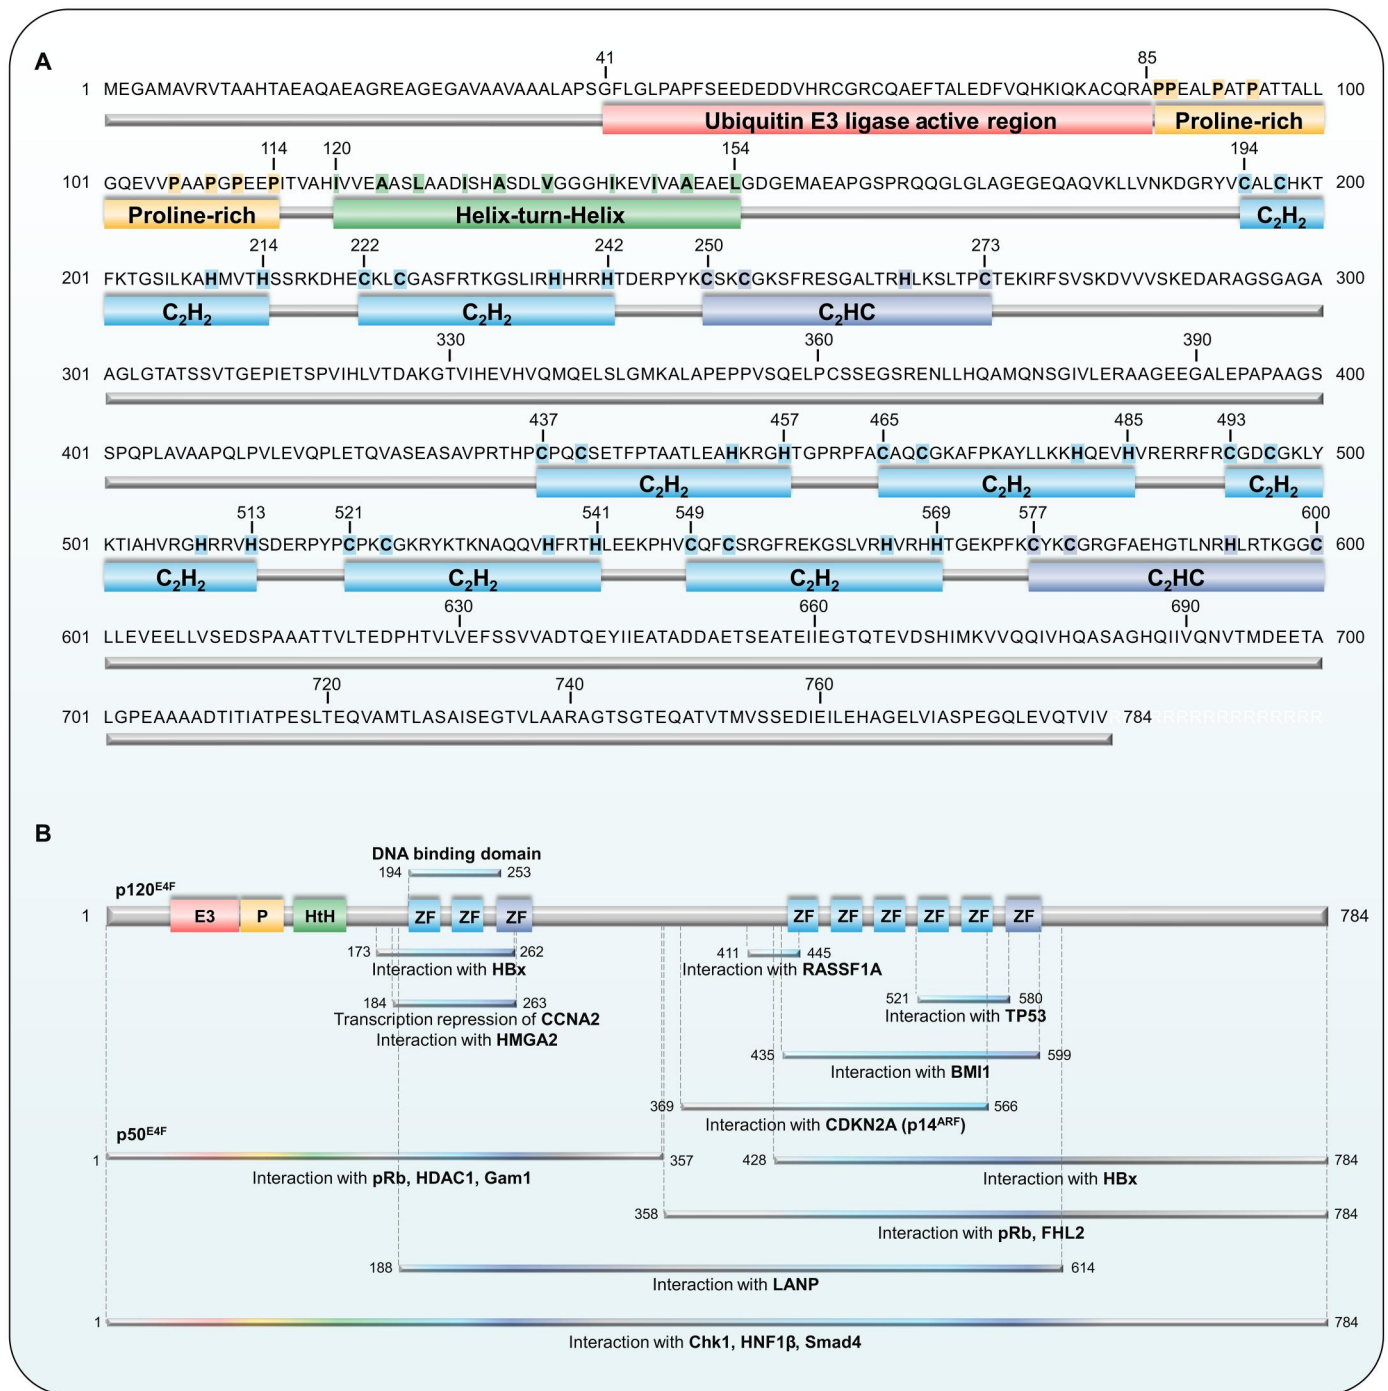 A
41 85
1 MEGAMAVRVTAAHTAEAQAEAGREAGEGAVAAVAAALAPSGFLGLPAPFSEEDEDDVHRCGRCQAEFTALEDFVQHKIQKACQRAPPEALPATPATTALL 100
Ubiquitin E3 ligase active region Proline-rich
114 120 154 194
101 GQEVVPAAPGPEEPITVAHIVVEAASLAADISHASDLVGGGHIKEVIVAAEAELGDGEMAEAPGSPRQQGLGLAGEGEQAQVKLLVNKDGRYVCALCHKT 200
Proline-rich Helix-turn-Helix C2H2
214 222 242 250 273
201 FKTGSILKAHMVTHSSRKDHECKLCGASFRTKGSLIRHHRRHTDERPYKCSKCGKSFRESGALTRHLKSLTPCTEKIRFSVSKDVVVSKEDARAGSGAGA 300
C2H2 C2H2 C2HC
330 360 390
301 AGLGTATSSVTGEPIETSPVIHLVTDAKGTVIHEVHVQMQELSLGMKALAPEPPVSQELPCSSEGSRENLLHQAMQNSGIVLERAAGEEGALEPAPAAGS 400
437 457 465 485 493
401 SPQPLAVAAPQLPVLEVQPLETQVASEASAVPRTHPCPQCSETFPTAATLEAHKRGHTGPRPFACAQCGKAFPKAYLLKKHQEVHVRERRFRCGDCGKLY 500
C2H2 C2H2 C2H2
513 521 541 549 569 577 600
501 KTIAHVRGHRRVHSDERPYPCPKCGKRYKTKNAQQVHFRTHLEEKPHVCQFCSRGFREKGSLVRHVRHHTGEKPFKCYKCGRGFAEHGTLNRHLRTKGGC 600
C2H2 C2H2 C2H2 C2HC
630 660 690
601 LLEVEELLVSEDSPAAATTVLTEDPHTVLVEFSSVVADTQEYIIEATADDAETSEATEIIEGTQTEVDSHIMKVVQQIVHQASAGHQIIVQNVTMDEETA 700
720 740 760
701 LGPEAAAADTITIATPESLTEQVAMTLASAISEGTVLAARAGTSGTEQATVTMVSSEDIEILEHAGELVIASPEGQLEVQTVIV 784
B
DNA binding domain
194 253
p120E4F
1 E3 P HtH ZF ZF ZF ZF ZF ZF ZF ZF ZF 784
173 262 411 445
Interaction with HBx Interaction with RASSF1A
184 263 521 580
Transcription repression of CCNA2 Interaction with TP53
Interaction with HMGA2
435 599
Interaction with BMI1
369 566
Interaction with CDKN2A (p14ARF)
p50E4F
1 357 428 784
Interaction with pRb, HDAC1, Gam1 Interaction with HBx
358 784
Interaction with pRb, FHL2
188 614
Interaction with LANP
1 784
Interaction with Chk1, HNF1β, Smad4